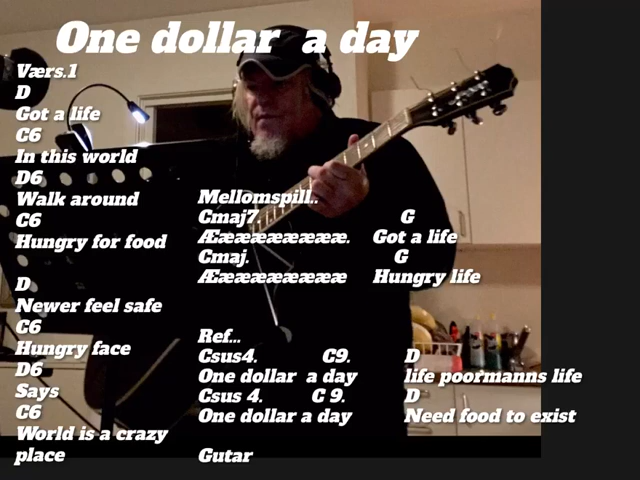 One dollar a day
Værs.1
D
Got a life
C6
In this world
D6
Walk around
C6
Hungry for food
D
Newer feel safe
C6
Hungry face
D6
Says
C6
World is a crazy
place
Mellomspill..
Cmaj7. G
Æææææææææ. Got a life
Cmaj. G
Æææææææææ Hungry life
Ref...
Csus4. C9. D
One dollar a day life poormanns life
Csus 4. C 9. D
One dollar a day Need food to exist
Gutar